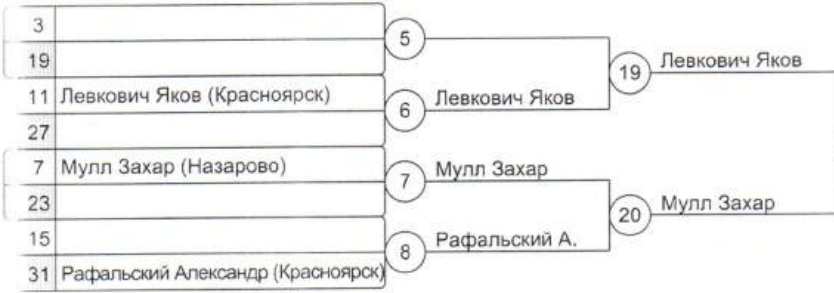 3
19
5
11 Левкович Яков (Красноярск)
27
6
Левкович Яков
19
Левкович Яков
7 Мулл Захар (Назарово)
23
7
Мулл Захар
15
31 Рафальский Александр (Красноярск)
8
Рафальский А.
20
Мулл Захар